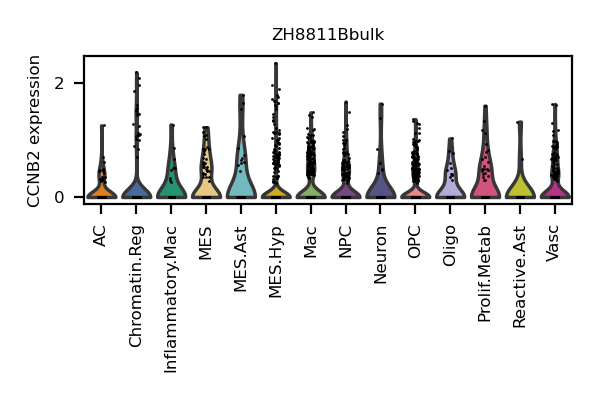 ZH8811Bbulk
CCNB2 expression
2
0
AC
Chromatin.Reg
Inflammatory.Mac
MES
MES.Ast
MES.Hyp
Mac
NPC
Neuron
OPC
Oligo
Prolif.Metab
Reactive.Ast
Vasc